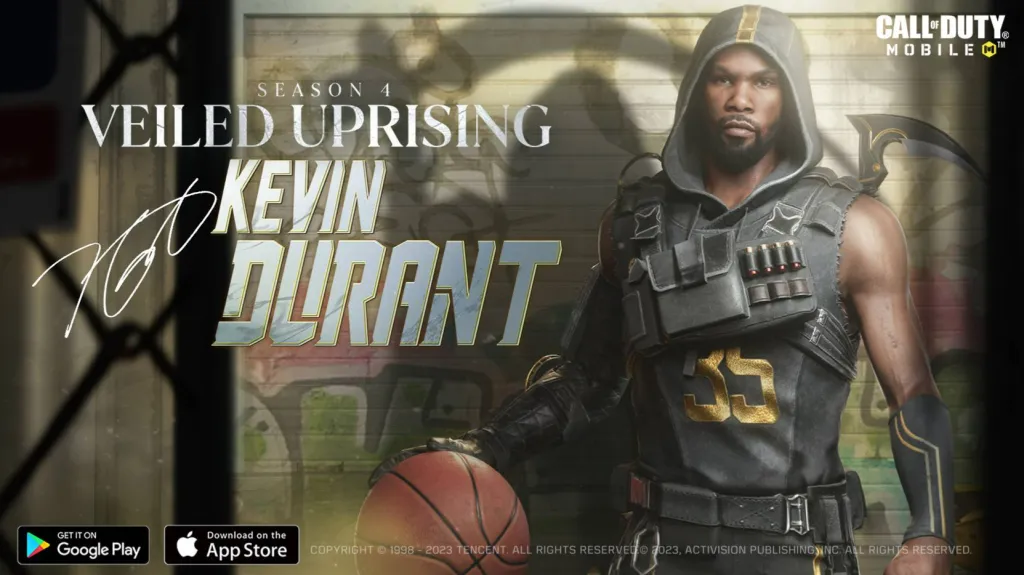 CALL OF DUTY®
MOBILE ™
SEASON 4
VEILED UPRISING
KEVIN
DURANT
35
GET IT ON
Google Play
Download on the
App Store
COPYRIGHT © 1998 - 2023 TENCENT. ALL RIGHTS RESERVED.© 2023, ACTIVISION PUBLISHING, INC. ALL RIGHTS RESERVED.